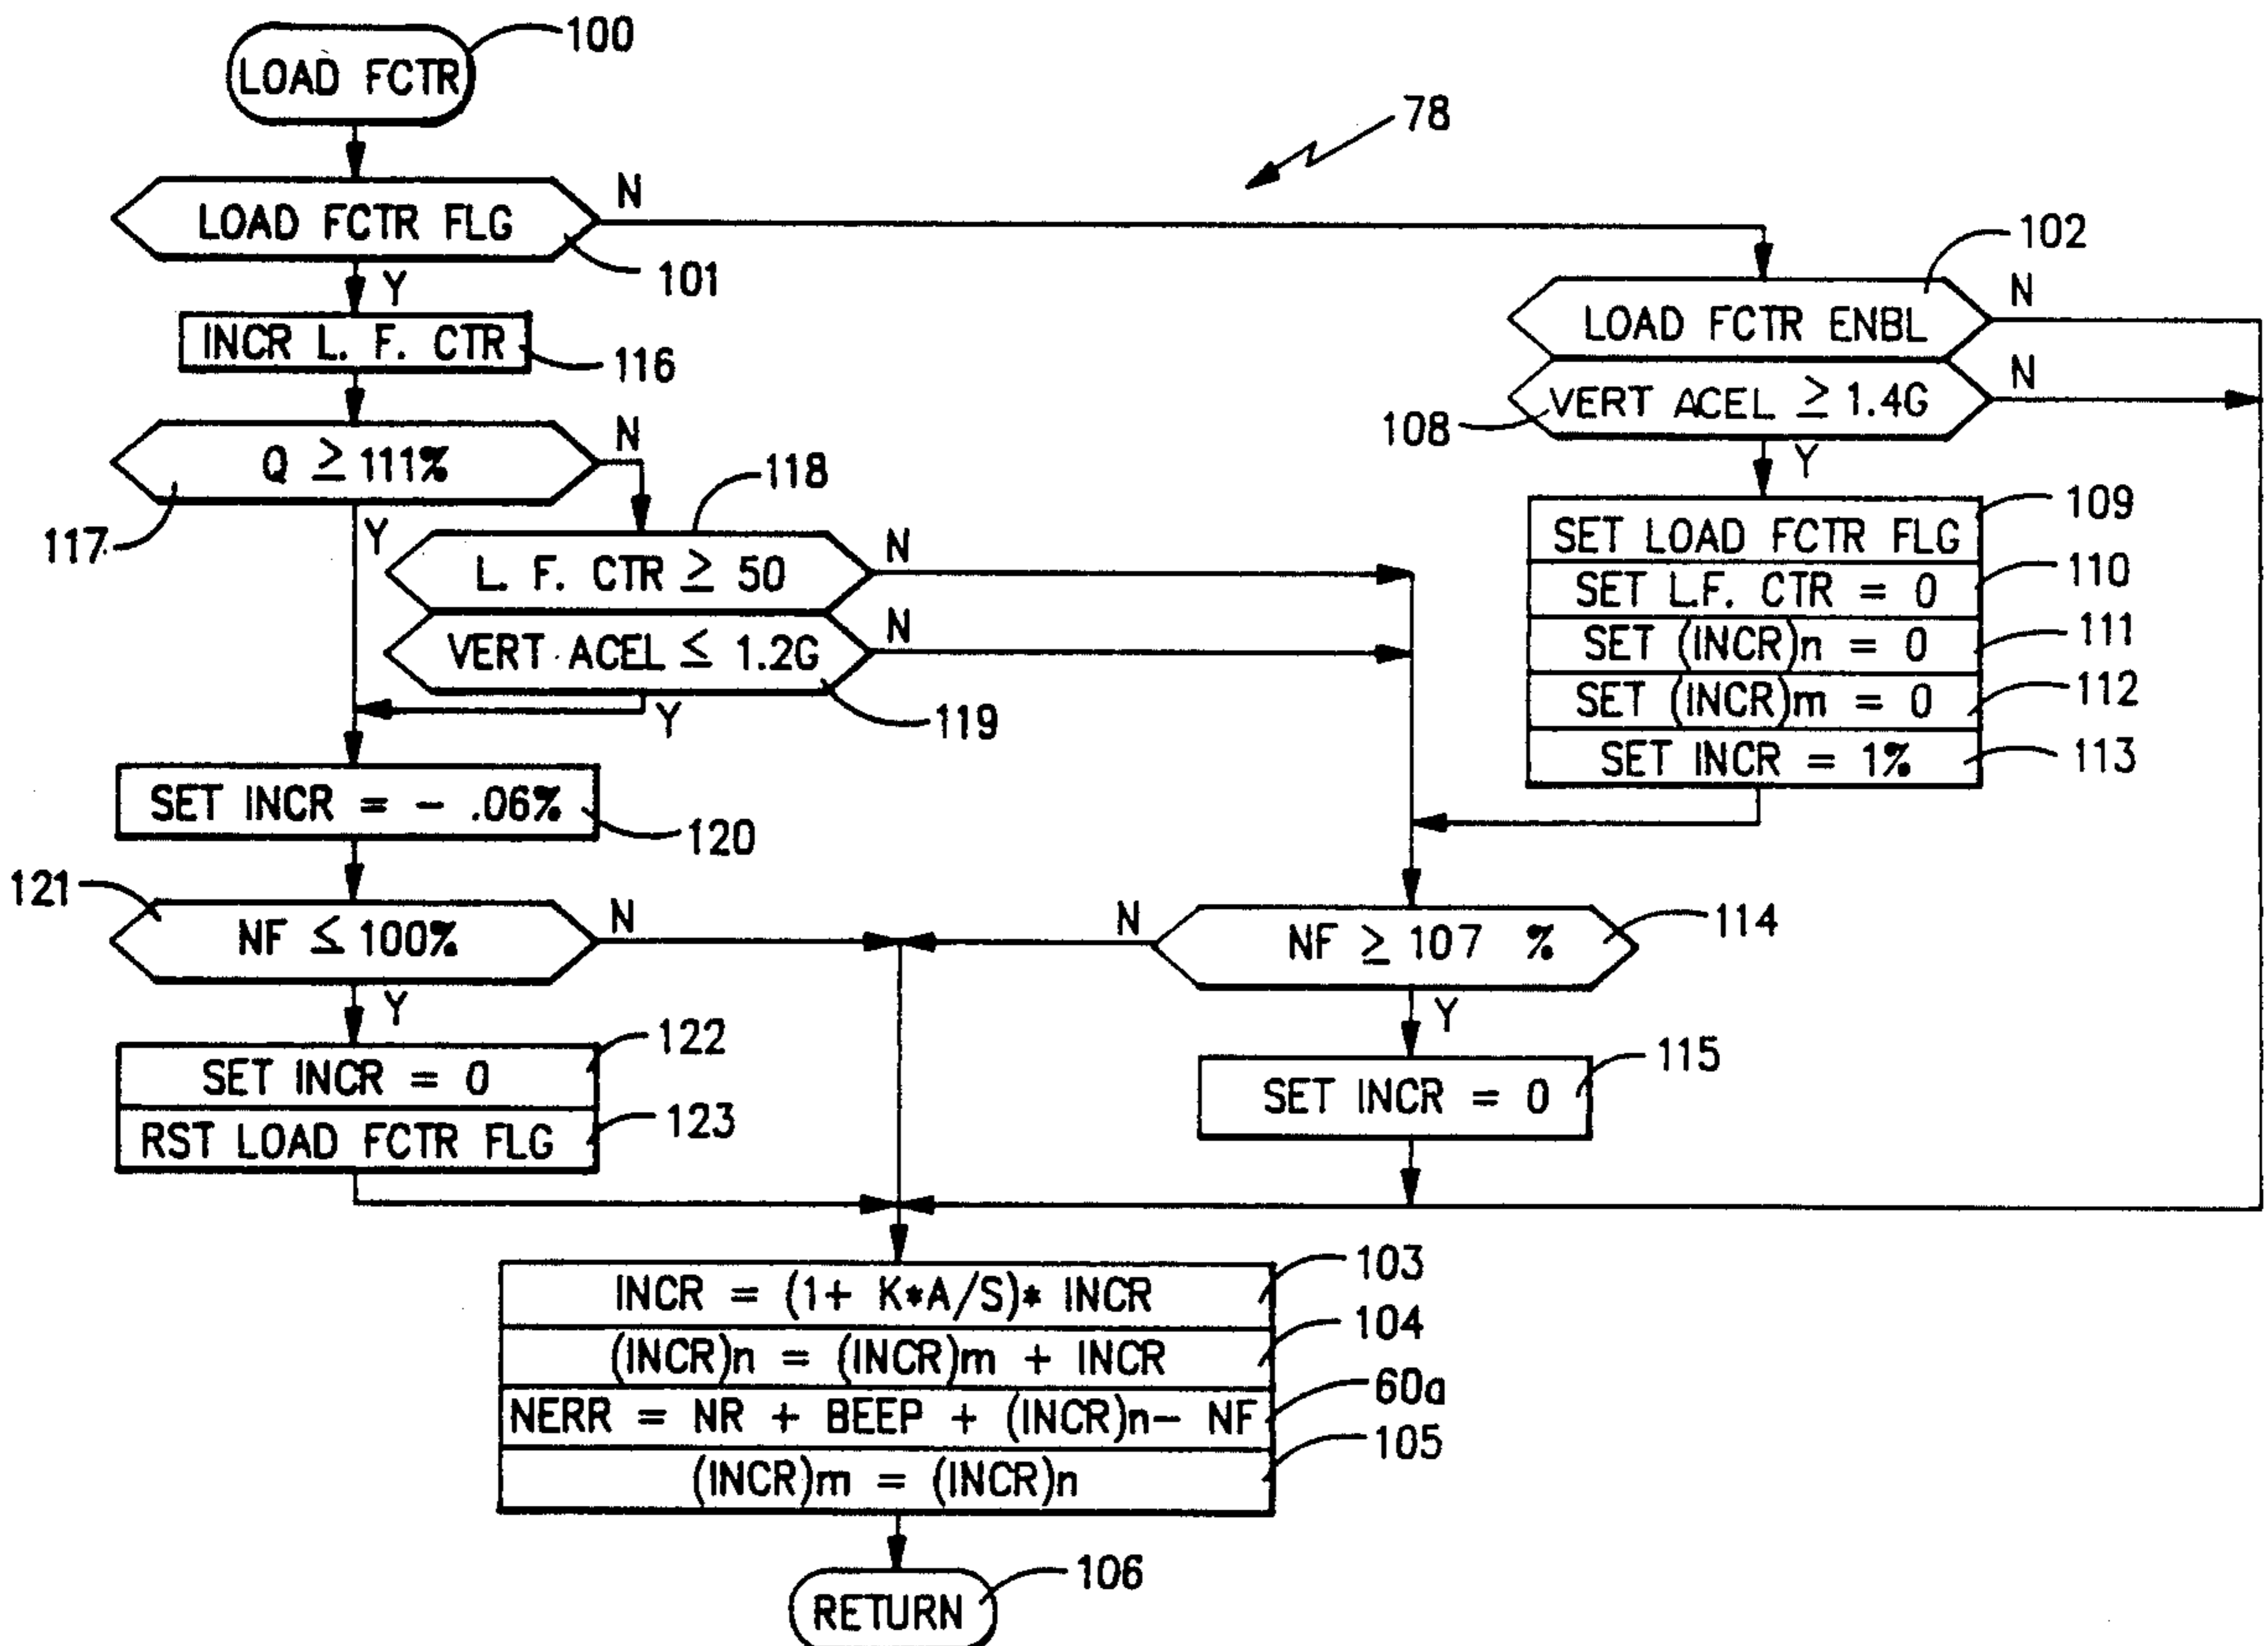 100
LOAD FCTR
78
LOAD FCTR FLG
N
101
Y
102
LOAD FCTR ENBL
N
INCR L. F. CTR
116
VERT ACEL ≥ 1.4G
N
108
Y
Q ≥ 111%
N
117
Y
118
L. F. CTR ≥ 50
N
VERT ACEL ≤ 1.2G
N
119
Y
SET LOAD FCTR FLG
109
SET L.F. CTR = 0
110
SET (INCR)n = 0
111
SET (INCR)m = 0
112
SET INCR = 1%
113
SET INCR = - .06%
120
121
NF ≤ 100%
N
Y
N
NF ≥ 107 %
114
Y
SET INCR = 0
122
RST LOAD FCTR FLG
123
SET INCR = 0
115
INCR = (1+ K*A/S)* INCR
103
(INCR)n = (INCR)m + INCR
104
NERR = NR + BEEP + (INCR)n- NF
60a
(INCR)m = (INCR)n
105
RETURN
106